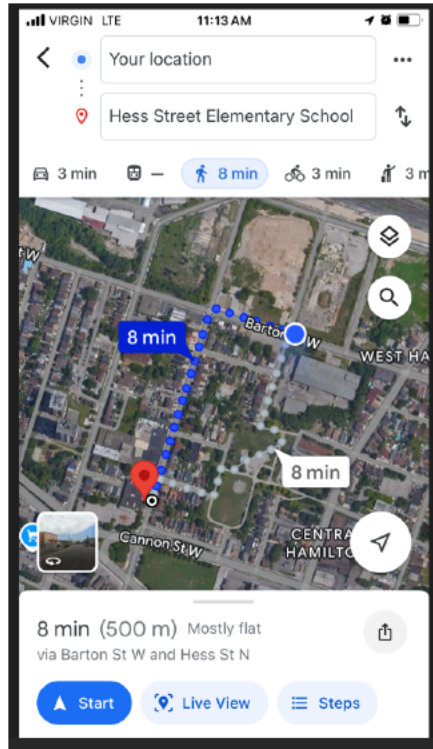 VIRGIN LTE 11:13 AM
Your location
Hess Street Elementary School
3 min – 8 min 3 min 3 m
t W
Barton W
8 min
WEST HA
8 min
CENTRA
Cannon St W
HAMILTO
8 min (500 m) Mostly flat
via Barton St W and Hess St N
Start Live View Steps